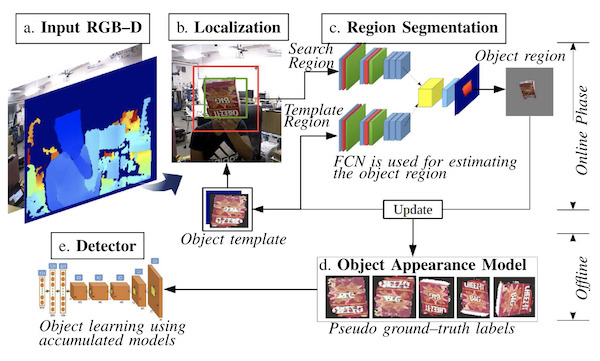 a. Input RGB–D
b. Localization
c. Region Segmentation
Search
Region
Object region
Template
Region
FCN is used for estimating
the object region
Online Phase
Object template
Update
e. Detector
d. Object Appearance Model
Offline
Object learning using
accumulated models
Pseudo ground–truth labels